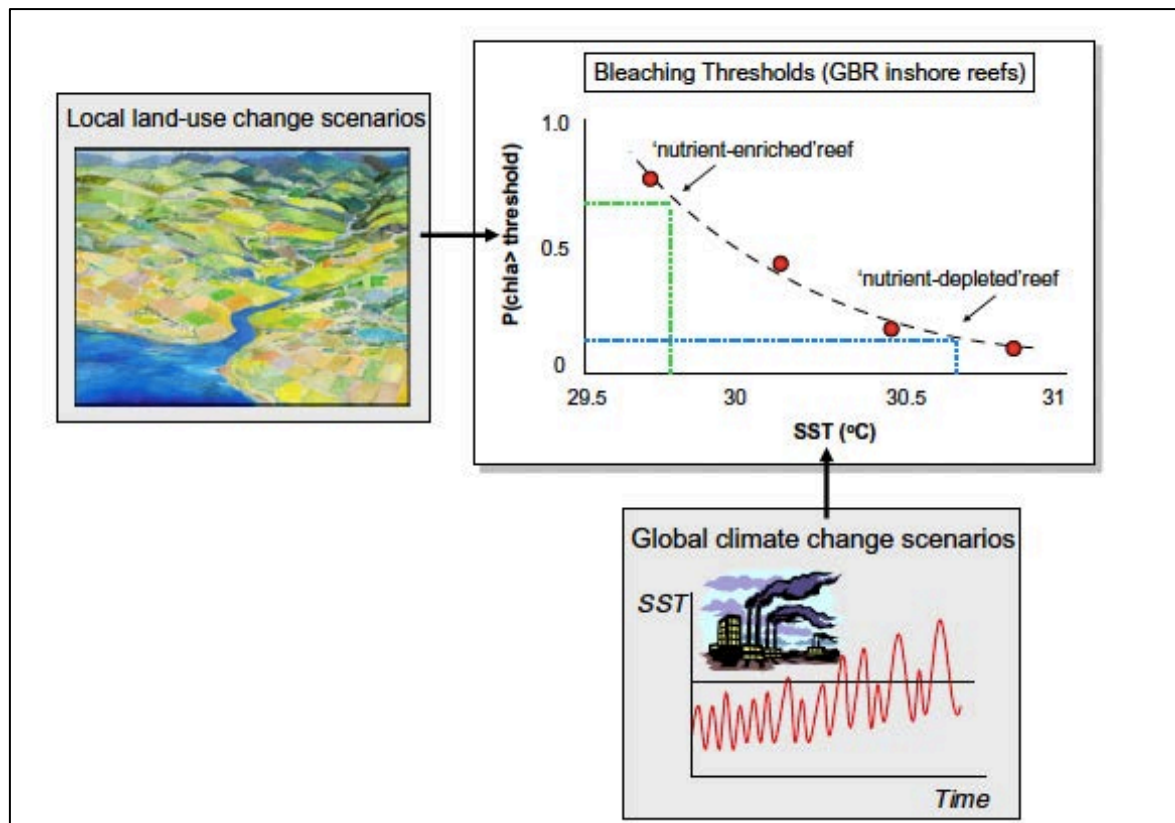 Bleaching Thresholds (GBR inshore reefs)
Local land-use change scenarios
1.0
'nutrient-enriched'reef
P(chla> threshold)
0.5
'nutrient-depleted'reef
0
29.5 30 30.5 31
SST (ºC)
Global climate change scenarios
SST
Time